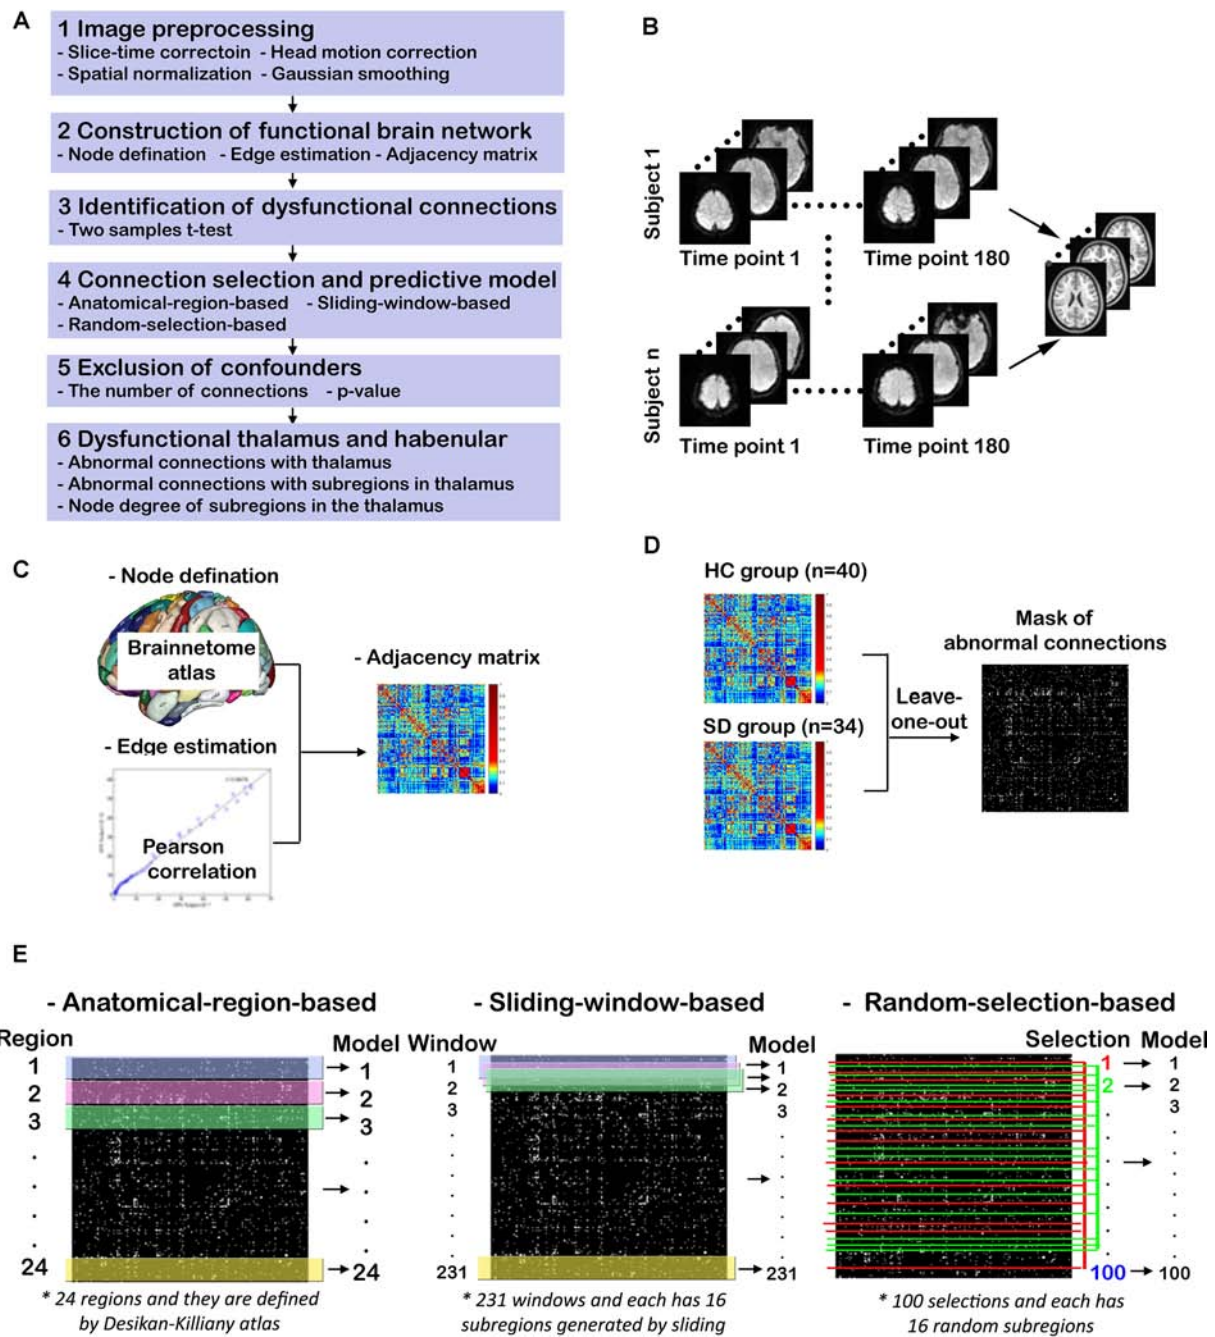 A
1 Image preprocessing
- Slice-time correctoin - Head motion correction
- Spatial normalization - Gaussian smoothing
2 Construction of functional brain network
- Node defination - Edge estimation - Adjacency matrix
3 Identification of dysfunctional connections
- Two samples t-test
4 Connection selection and predictive model
- Anatomical-region-based - Sliding-window-based
- Random-selection-based
5 Exclusion of confounders
- The number of connections - p-value
6 Dysfunctional thalamus and habenular
- Abnormal connections with thalamus
- Abnormal connections with subregions in thalamus
- Node degree of subregions in the thalamus
B
Subject 1
Time point 1
Time point 180
Subject n
Time point 1
Time point 180
C
- Node defination
Brainnetome
atlas
- Edge estimation
Pearson
correlation
- Adjacency matrix
D
HC group (n=40)
SD group (n=34)
Leave-
one-out
Mask of
abnormal connections
E
- Anatomical-region-based
Region
Model
1
1
2
2
3
3
24
24
* 24 regions and they are defined
by Desikan-Killiany atlas
- Sliding-window-based
Window
Model
1
1
2
2
3
3
231
231
* 231 windows and each has 16
subregions generated by sliding
- Random-selection-based
Selection
Model
1
1
2
2
3
100
100
* 100 selections and each has
16 random subregions